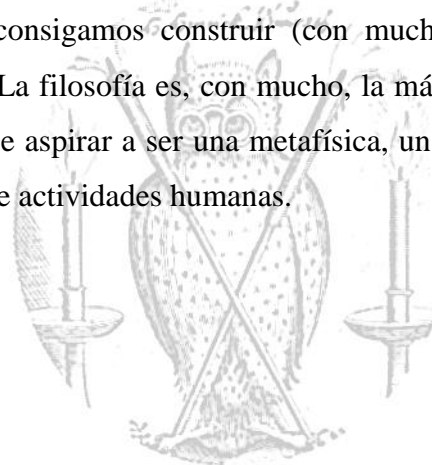 consigamos construir (con much
La filosofía es, con mucho, la má
e aspirar a ser una metafísica, un
e actividades humanas.